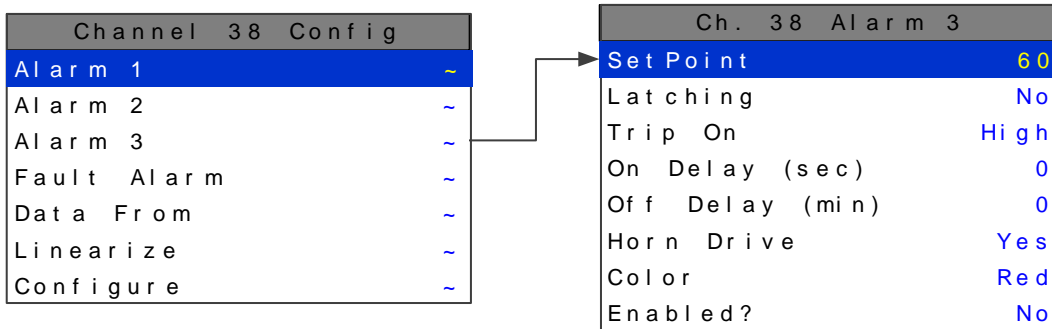 Channel 38 Config
Alarm 1 ~
Alarm 2 ~
Alarm 3 ~
Fault Alarm ~
Data From ~
Linearize ~
Configure ~
Ch. 38 Alarm 3
Set Point 60
Latching No
Trip On High
On Delay (sec) 0
Off Delay (min) 0
Horn Drive Yes
Color Red
Enabled? No